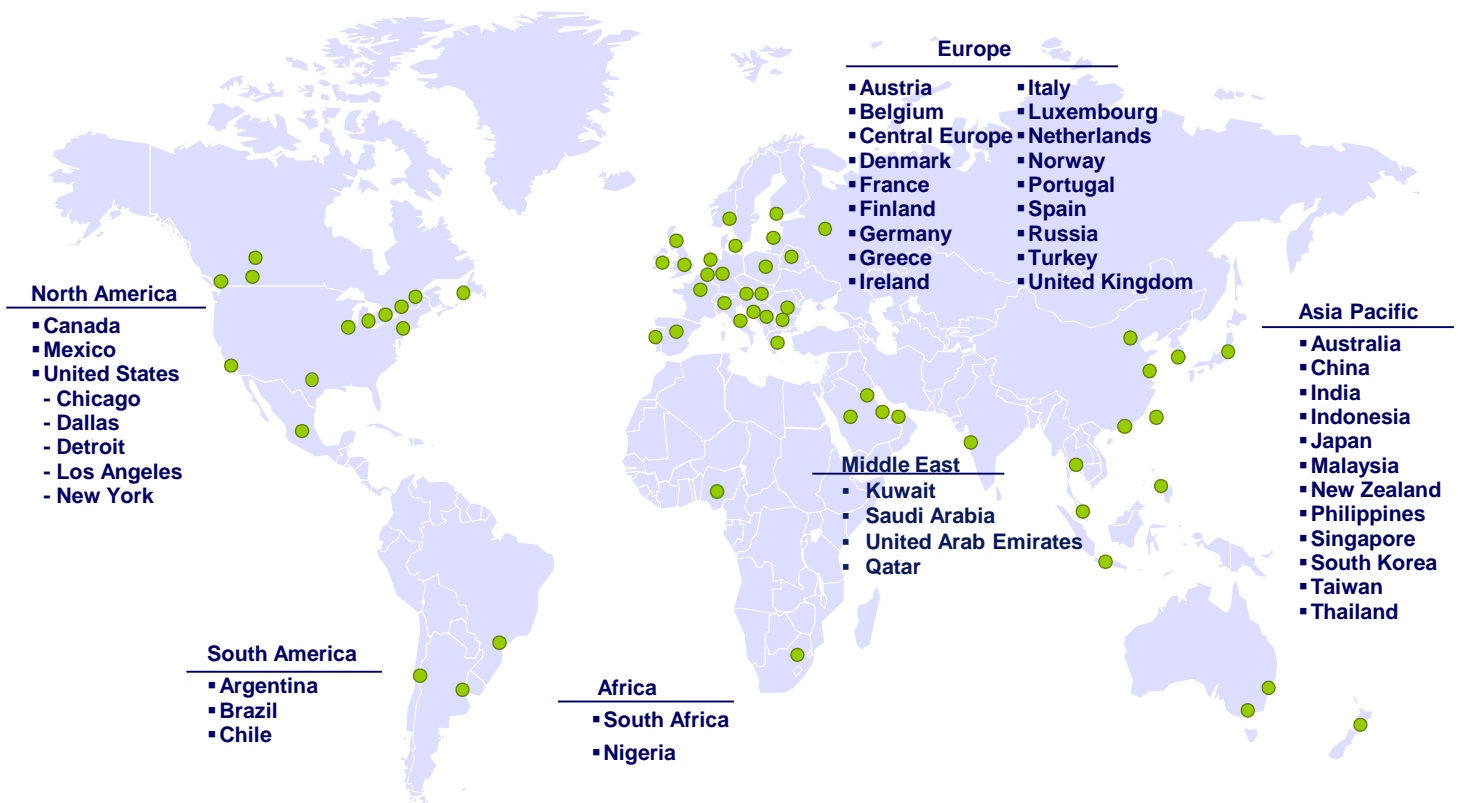 Europe
▪Austria
▪Belgium
▪Central Europe
▪Denmark
▪France
▪Finland
▪Germany
▪Greece
▪Ireland
▪Italy
▪Luxembourg
▪Netherlands
▪Norway
▪Portugal
▪Spain
▪Russia
▪Turkey
▪United Kingdom
North America
▪Canada
▪Mexico
▪United States
- Chicago
- Dallas
- Detroit
- Los Angeles
- New York
Asia Pacific
▪Australia
▪China
▪India
▪Indonesia
▪Japan
▪Malaysia
▪New Zealand
▪Philippines
▪Singapore
▪South Korea
▪Taiwan
▪Thailand
Middle East
▪ Kuwait
▪ Saudi Arabia
▪ United Arab Emirates
▪ Qatar
South America
▪Argentina
▪Brazil
▪Chile
Africa
▪South Africa
▪Nigeria